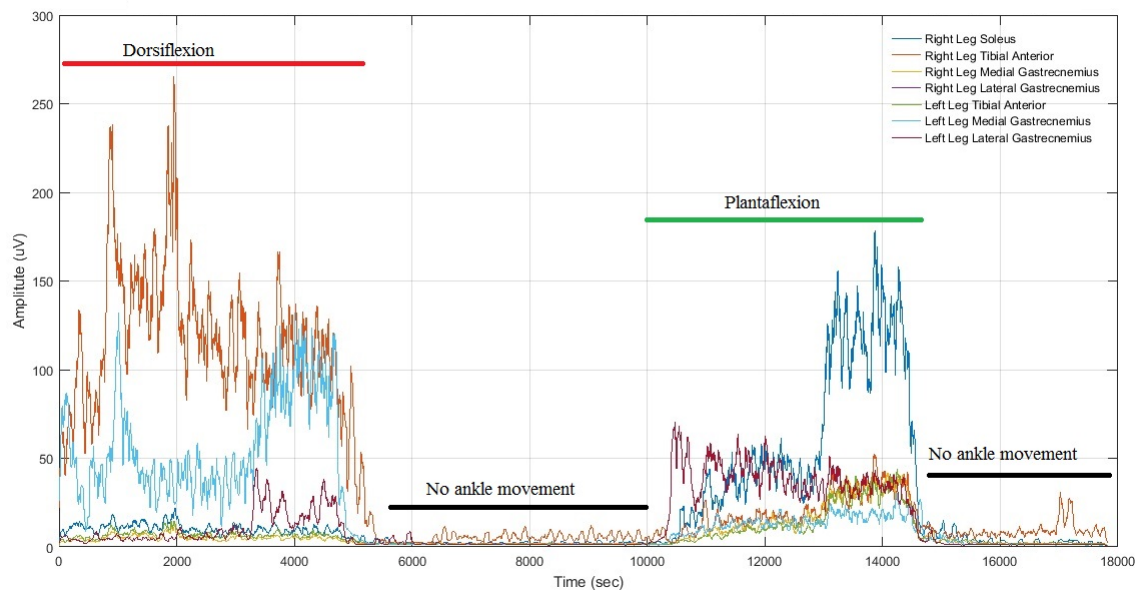 300
Dorsiflexion
250
200
150
100
50
0
Amplitute (uV)
Right Leg Soleus
Right Leg Tibial Anterior
Right Leg Medial Gastrecnemius
Right Leg Lateral Gastrecnemius
Left Leg Tibial Anterior
Left Leg Medial Gastrecnemius
Left Leg Lateral Gastrecnemius
Plantaflexion
No ankle movement
No ankle movement
0 2000 4000 6000 8000 10000 12000 14000 16000 18000
Time (sec)